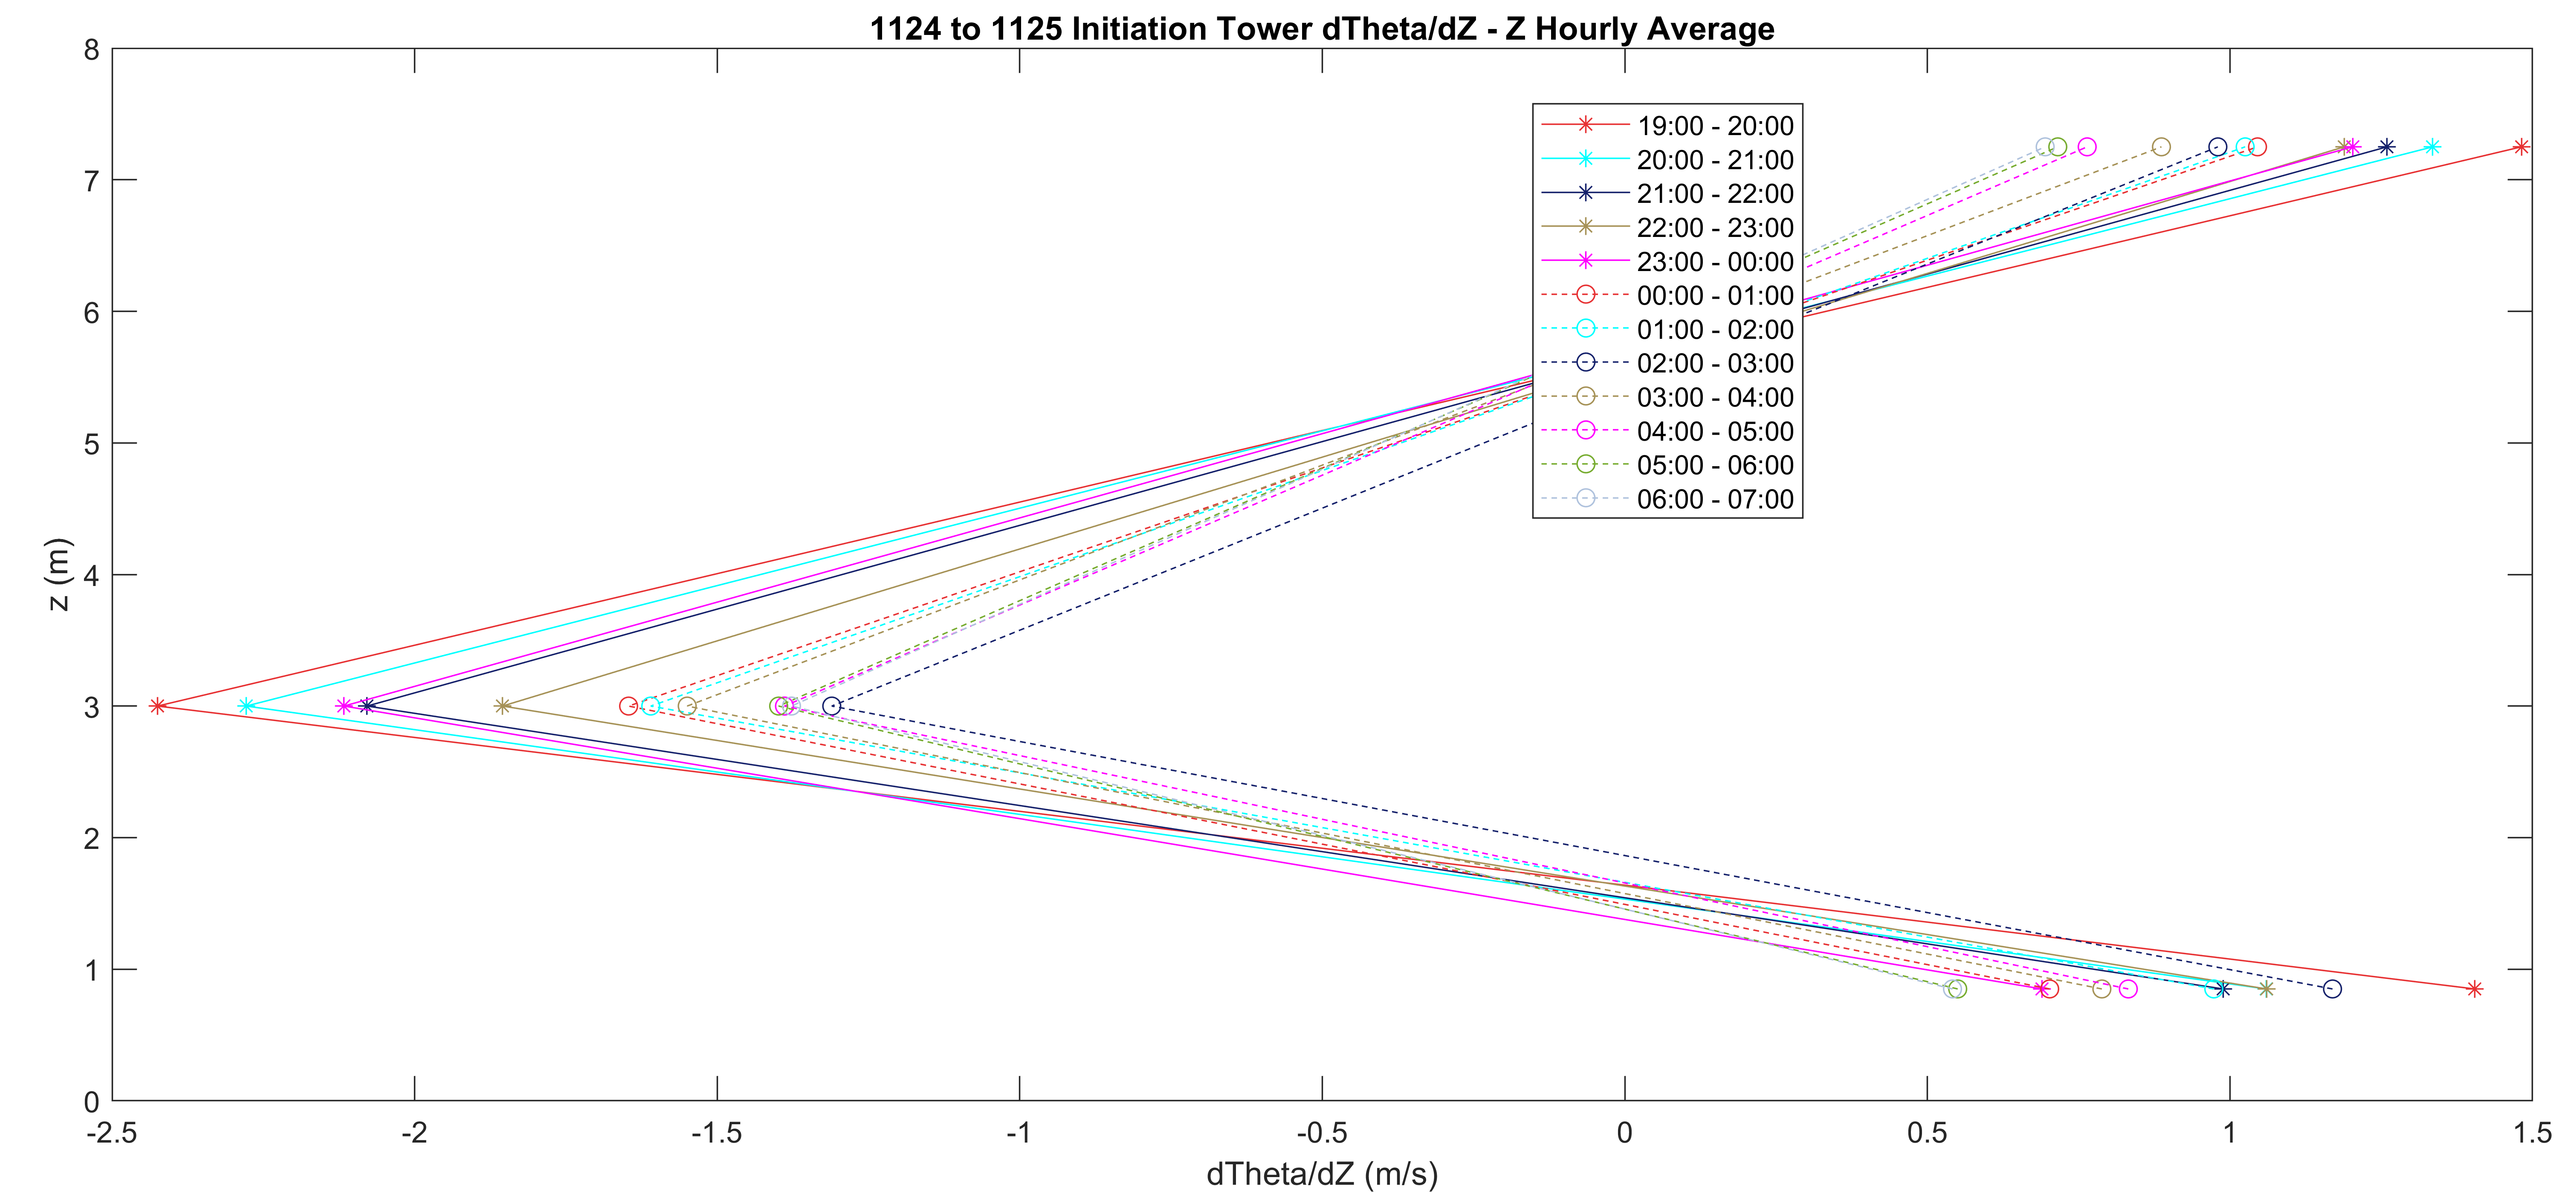 1124 to 1125 Initiation Tower dTheta/dZ - Z Hourly Average
8
7
6
5
4
3
2
1
0
z (m)
19:00 - 20:00
20:00 - 21:00
21:00 - 22:00
22:00 - 23:00
23:00 - 00:00
00:00 - 01:00
01:00 - 02:00
02:00 - 03:00
03:00 - 04:00
04:00 - 05:00
05:00 - 06:00
06:00 - 07:00
-2.5 -2 -1.5 -1 -0.5 0 0.5 1 1.5
dTheta/dZ (m/s)